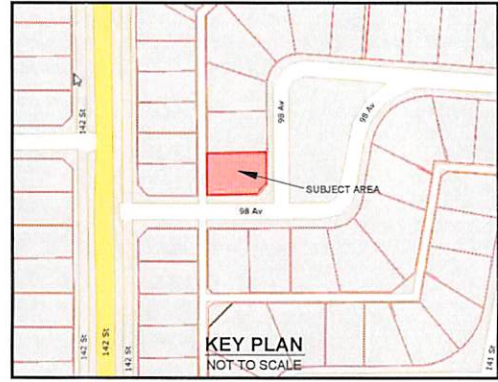 142 St
98 Av
98 Av
SUBJECT AREA
98 Av
KEY PLAN
NOT TO SCALE
142 St
142 St
142 St
141 St